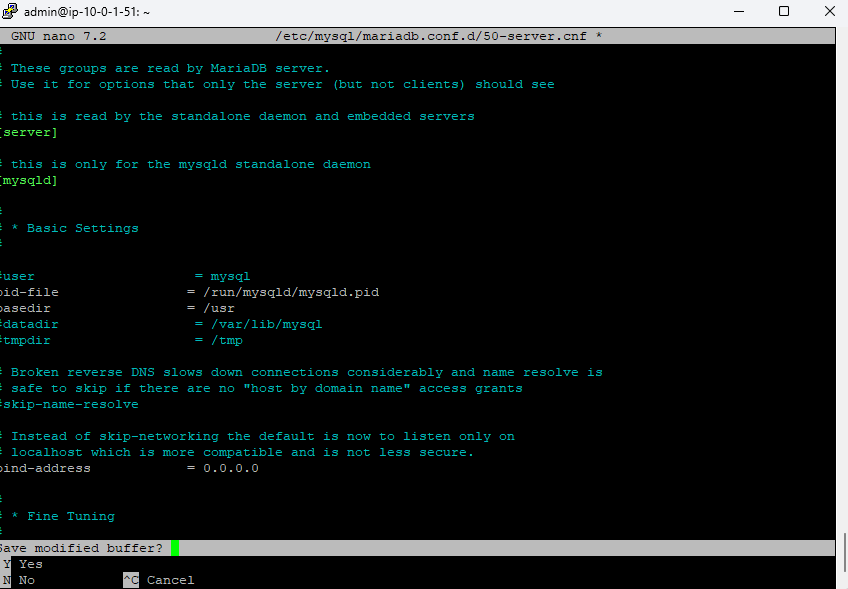 admin@ip-10-0-1-51: ~
GNU nano 7.2 /etc/mysql/mariadb.conf.d/50-server.cnf *
#
# These groups are read by MariaDB server.
# Use it for options that only the server (but not clients) should see

# this is read by the standalone daemon and embedded servers
[server]

# this is only for the mysqld standalone daemon
[mysqld]

#
# * Basic Settings
#

#user = mysql
pid-file = /run/mysqld/mysqld.pid
basedir = /usr
#datadir = /var/lib/mysql
#tmpdir = /tmp

# Broken reverse DNS slows down connections considerably and name resolve is
# safe to skip if there are no "host by domain name" access grants
#skip-name-resolve

# Instead of skip-networking the default is now to listen only on
# localhost which is more compatible and is not less secure.
bind-address = 0.0.0.0

#
# * Fine Tuning
#
Save modified buffer?
Y Yes
N No ^C Cancel